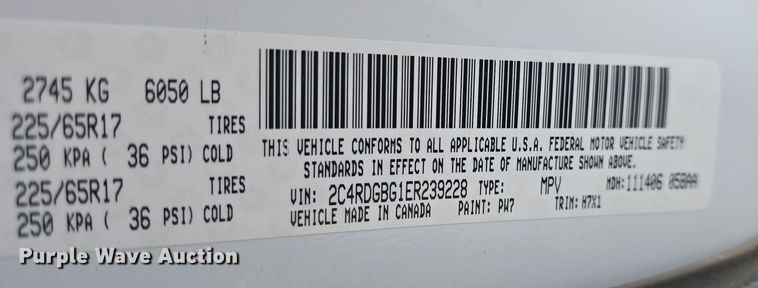 2745 KG 6050 LB
225/65R17 TIRES
250 KPA ( 36 PSI) COLD
225/65R17 TIRES
250 KPA ( 36 PSI) COLD
THIS VEHICLE CONFORMS TO ALL APPLICABLE U.S.A. FEDERAL MOTOR VEHICLE SAFETY
STANDARDS IN EFFECT ON THE DATE OF MANUFACTURE SHOWN ABOVE.
VIN: 2C4RDGBG1ER239228 TYPE: MPV MDH: 111406 058AA
VEHICLE MADE IN CANADA PAINT: PW7 TRIM: H7X1
Purple Wave Auction